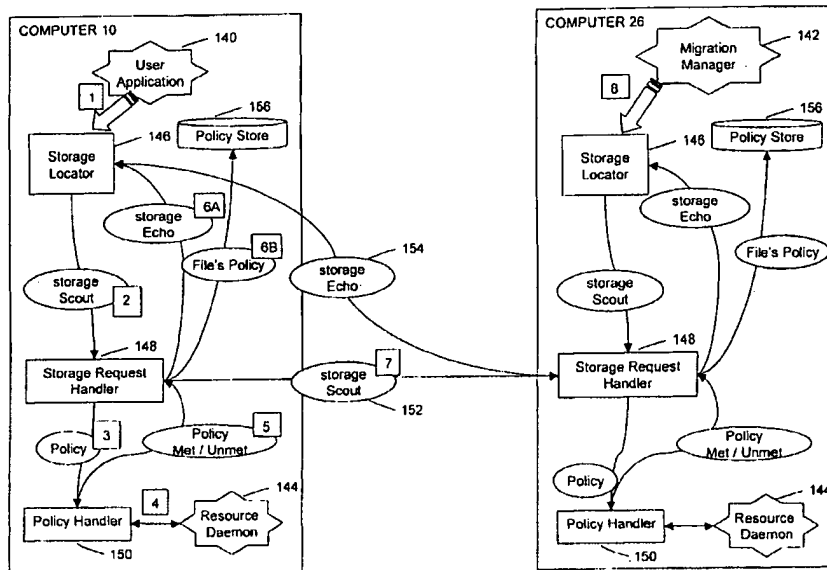 COMPUTER 10
140
User
Application
1
156
Policy Store
146
Storage
Locator
6A
storage
Echo
6B
File's Policy
storage
Scout
2
148
Storage Request
Handler
3
Policy
5
Policy
Met / Unmet
4
144
Policy Handler
150
Resource
Daemon
154
storage
Echo
7
storage
Scout
152
COMPUTER 26
142
Migration
Manager
8
156
Policy Store
146
Storage
Locator
storage
Echo
File's Policy
storage
Scout
148
Storage Request
Handler
Policy
Met / Unmet
Policy
144
Policy Handler
150
Resource
Daemon